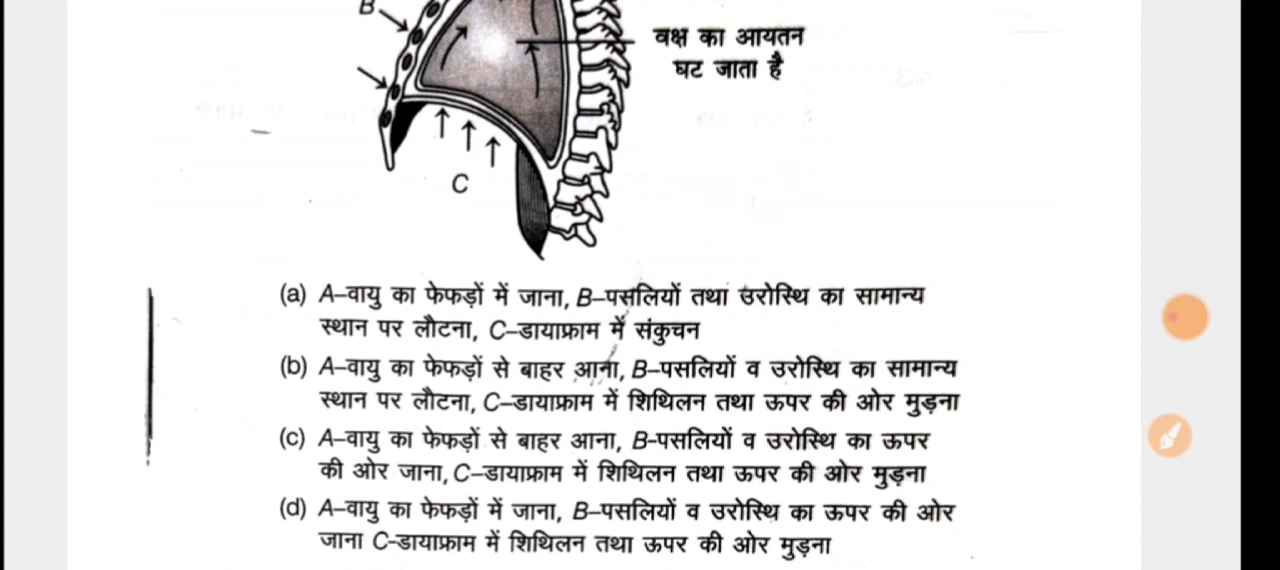 B
वक्ष का आयतन
घट जाता है
C
(a) A–वायु का फेफड़ों में जाना, B–पसलियों तथा उरोस्थि का सामान्य
स्थान पर लौटना, C–डायाफ्राम में संकुचन
(b) A–वायु का फेफड़ों से बाहर आना, B–पसलियों व उरोस्थि का सामान्य
स्थान पर लौटना, C–डायाफ्राम में शिथिलन तथा ऊपर की ओर मुड़ना
(c) A–वायु का फेफड़ों से बाहर आना, B-पसलियों व उरोस्थि का ऊपर
की ओर जाना, C–डायाफ्राम में शिथिलन तथा ऊपर की ओर मुड़ना
(d) A–वायु का फेफड़ों में जाना, B–पसलियों व उरोस्थि का ऊपर की ओर
जाना C-डायाफ्राम में शिथिलन तथा ऊपर की ओर मुड़ना